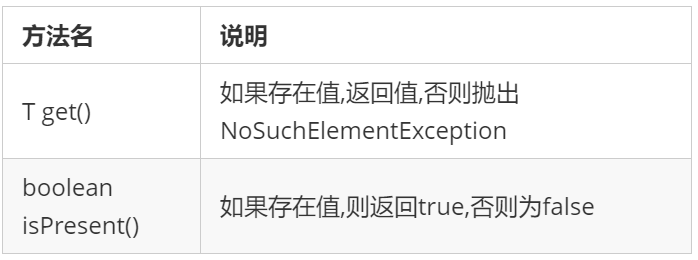 方法名 说明
T get()
如果存在值,返回值,否则抛出
NoSuchElementException
boolean
isPresent()
如果存在值,则返回true,否则为false